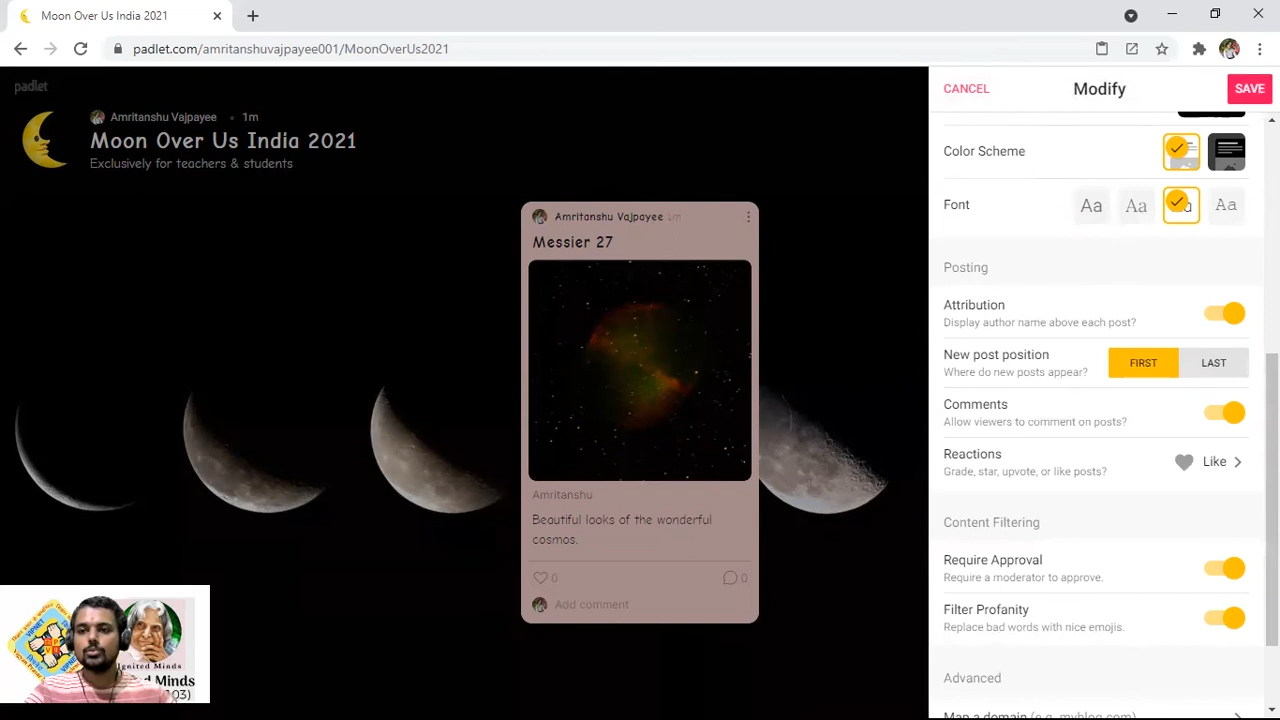 Moon Over Us India 2021
padlet.com/amritanshuvajpayee001/MoonOverUs2021
padlet
Amritanshu Vajpayee • 1m
Moon Over Us India 2021
Exclusively for teachers & students
Amritanshu Vajpayee 1m
Messier 27
Amritanshu
Beautiful looks of the wonderful
cosmos.
0
0
Add comment
CANCEL
Modify
SAVE
Color Scheme
Font
Aa
Aa
Aa
Posting
Attribution
Display author name above each post?
New post position
Where do new posts appear?
FIRST
LAST
Comments
Allow viewers to comment on posts?
Reactions
Grade, star, upvote, or like posts?
Like
Content Filtering
Require Approval
Require a moderator to approve.
Filter Profanity
Replace bad words with nice emojis.
Advanced
Map a domain (e.g. myblog.com)
Ignited Minds
Minds
103)